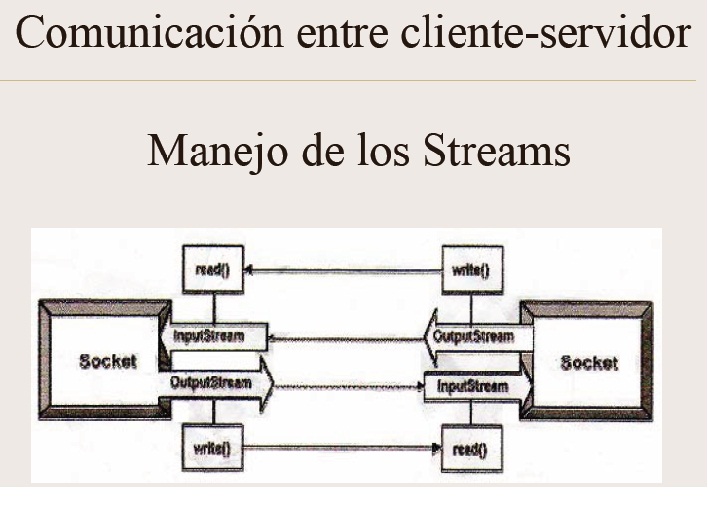 Comunicación entre cliente-servidor
Manejo de los Streams
read()
write()
InputStream
OutputStream
Socket
Socket
OutputStream
InputStream
write()
read()